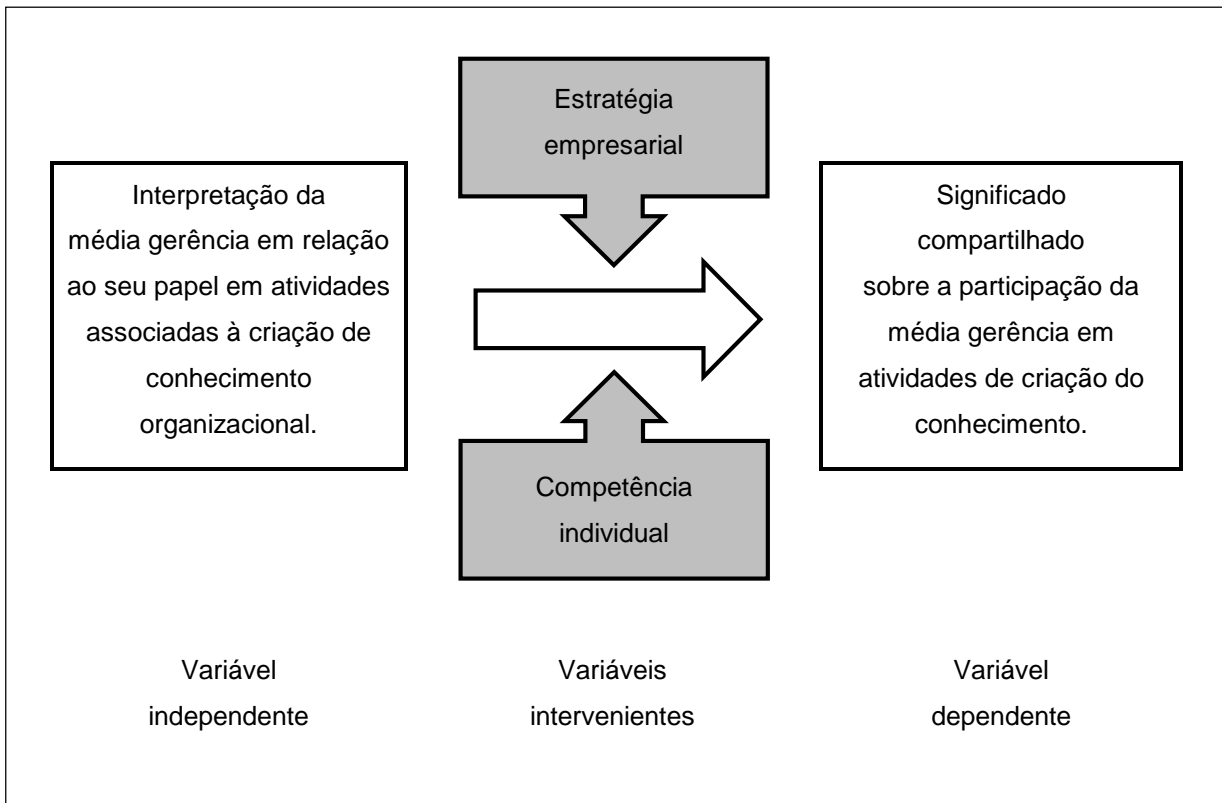 Estratégia
empresarial
Interpretação da
média gerência em relação
ao seu papel em atividades
associadas à criação de
conhecimento
organizacional.
Significado
compartilhado
sobre a participação da
média gerência em
atividades de criação do
conhecimento.
Competência
individual
Variável
independente
Variáveis
intervenientes
Variável
dependente